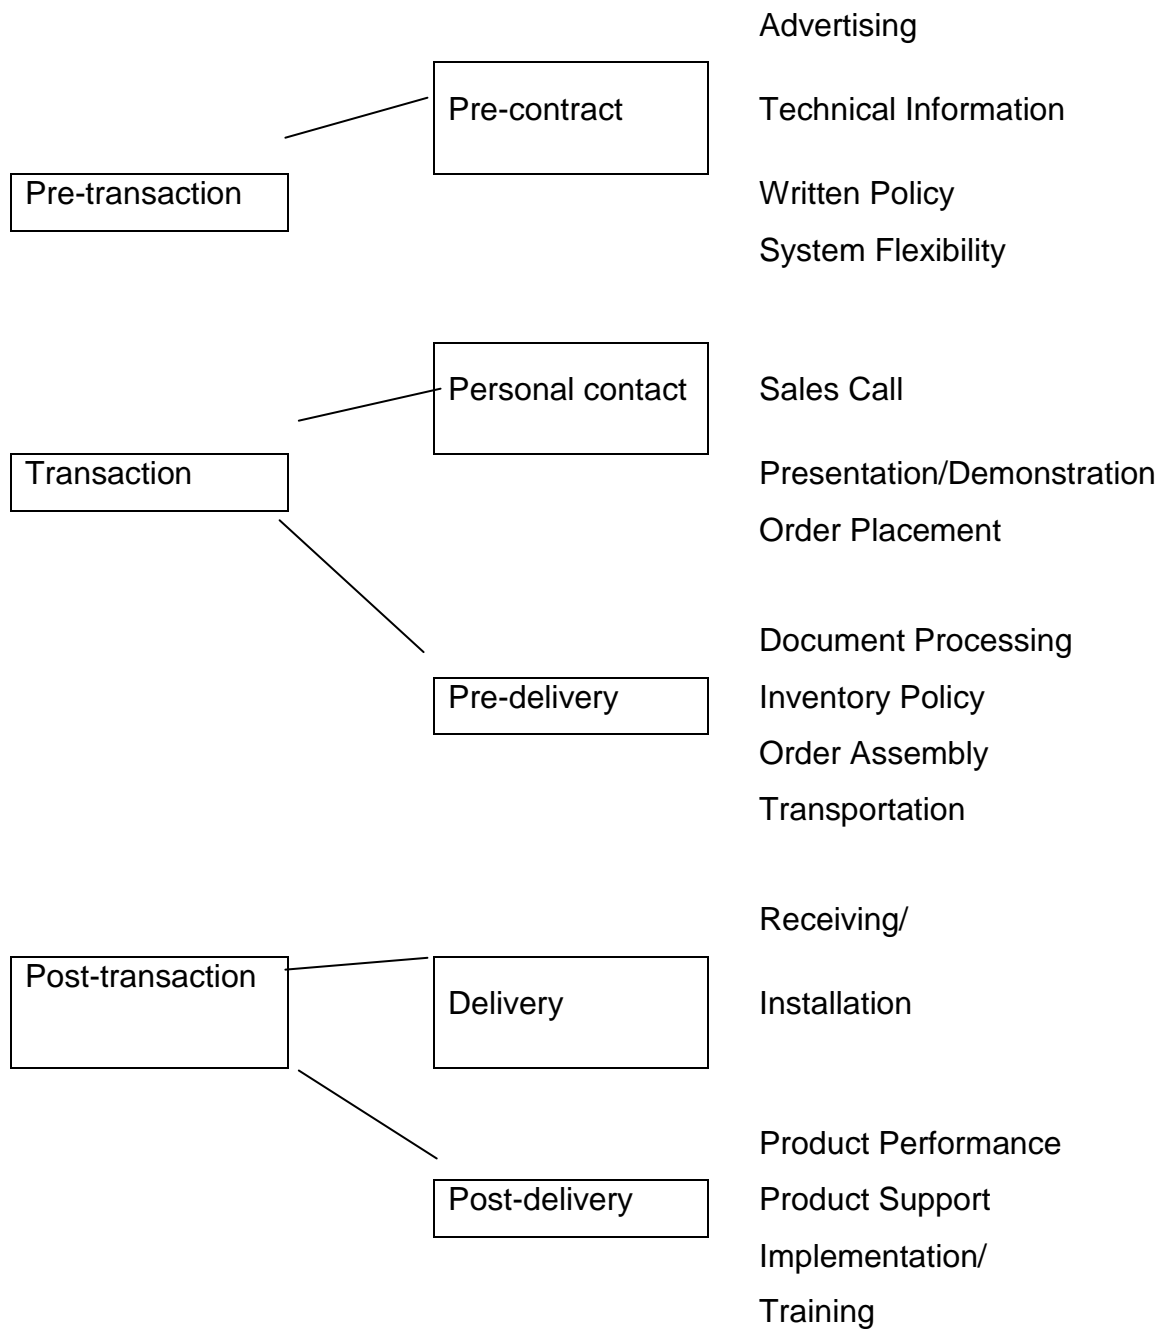 Advertising
Pre-contract Technical Information
Pre-transaction Written Policy
System Flexibility
Personal contact Sales Call
Transaction Presentation/Demonstration
Order Placement
Document Processing
Pre-delivery Inventory Policy
Order Assembly
Transportation
Receiving/
Post-transaction
Delivery Installation
Product Performance
Post-delivery Product Support
Implementation/
Training